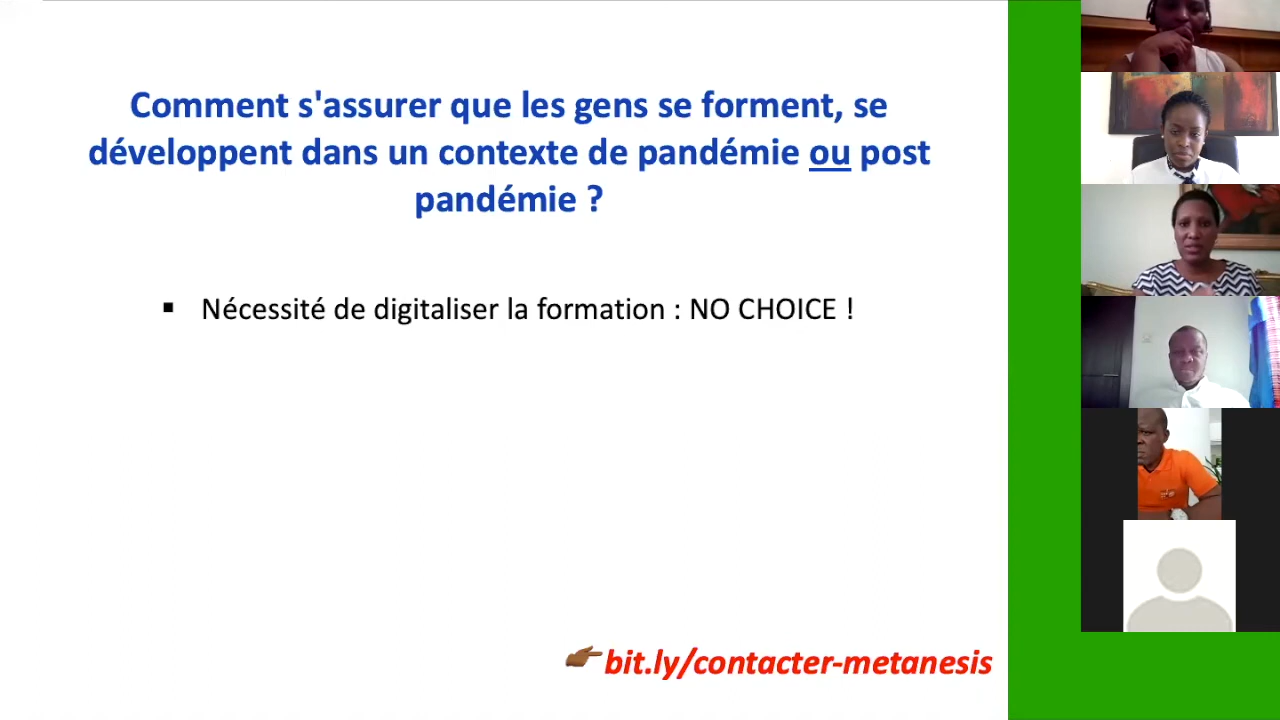 Comment s'assurer que les gens se forment, se
développent dans un contexte de pandémie ou post
pandémie ?
▪ Nécessité de digitaliser la formation : NO CHOICE !
bit.ly/contacter-metanesis